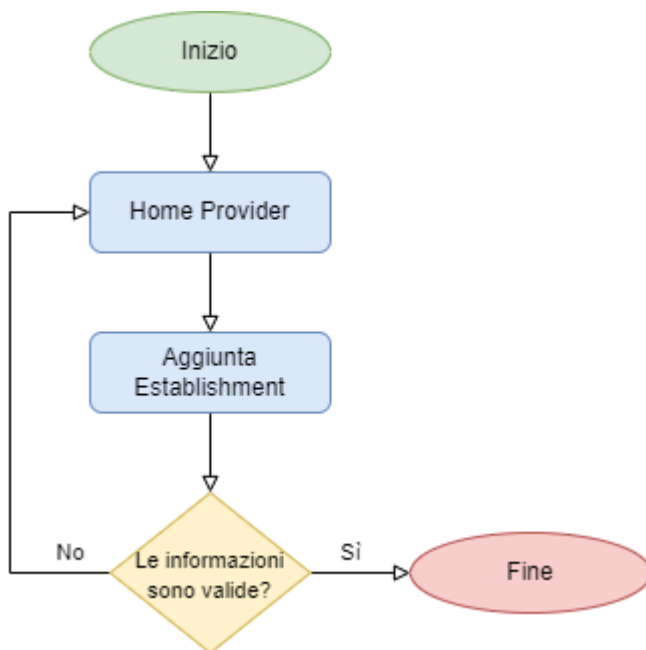 Inizio
Home Provider
Aggiunta
Establishment
No
Le informazioni
sono valide?
Sì
Fine